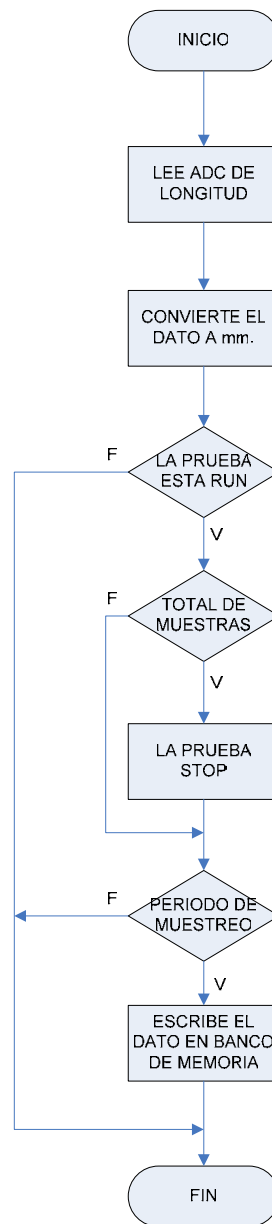 INICIO
LEE ADC DE
LONGITUD
CONVIERTE EL
DATO A mm.
F
LA PRUEBA
ESTA RUN
V
F
TOTAL DE
MUESTRAS
V
LA PRUEBA
STOP
F
PERIODO DE
MUESTREO
V
ESCRIBE EL
DATO EN BANCO
DE MEMORIA
FIN